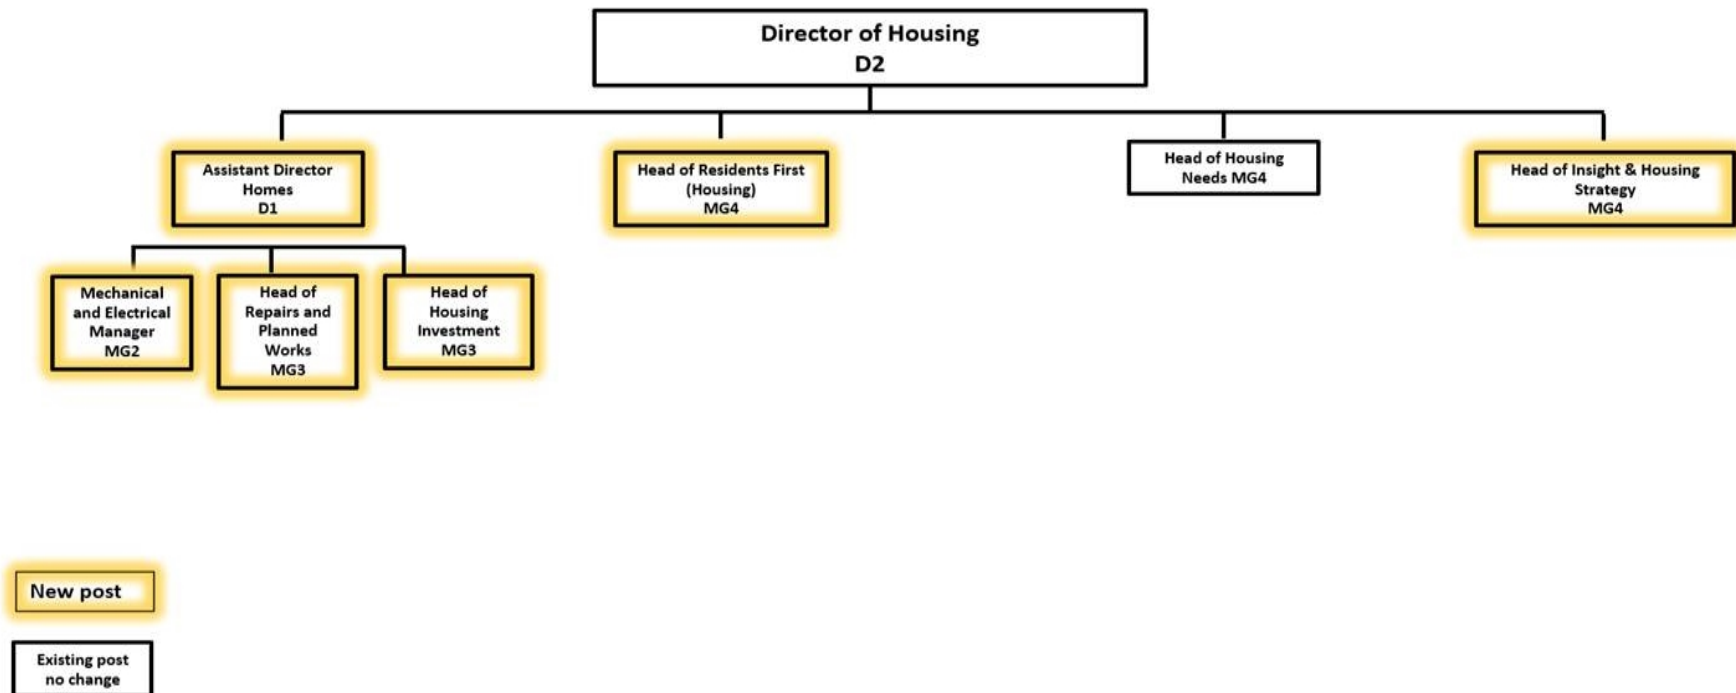 Director of Housing
D2
Assistant Director
Homes
D1
Head of Residents First
(Housing)
MG4
Head of Housing
Needs MG4
Head of Insight & Housing
Strategy
MG4
Mechanical
and Electrical
Manager
MG2
Head of
Repairs and
Planned
Works
MG3
Head of
Housing
Investment
MG3
New post
Existing post
no change